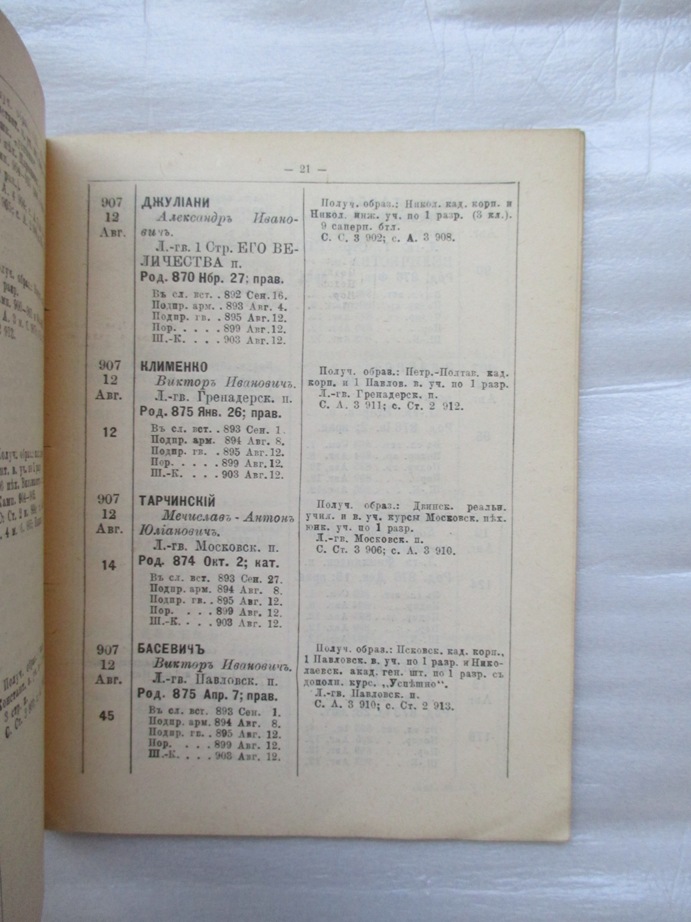 — 21 —
907
12
Авг.
ДЖУЛІАНИ
Александръ Ивано-
вичъ.
Л.-гв. 1 Стр. ЕГО ВЕ-
ЛИЧЕСТВА п.
Род. 870 Нбр. 27; прав.
Въ сл. вст. . 892 Сен. 16.
Подпр. арм. . 893 Авг. 4.
Подпр. гв. . 895 Авг. 12.
Пор. . . . . 899 Авг. 12.
Ш.-К. . . . 903 Авг. 12.
Получ. образ.: Никол. кад. корп. и
Никол. инж. уч. по 1 разр. (3 кл.).
9 саперн. бтл.
С. С. 3 902; с. А. 3 908.
907
12
Авг.
12
КЛИМЕНКО
Викторъ Ивановичъ.
Л.-гв. Гренадерск. п.
Род. 875 Янв. 26; прав.
Въ сл. вст. . 893 Сен. 1.
Подпр. арм. 894 Авг. 8.
Подпр. гв. . 895 Авг. 12.
Пор. . . . . 899 Авг. 12.
Ш.-К. . . . 903 Авг. 12.
Получ. образ.: Петр.-Полтав. кад.
корп. и 1 Павлов. в. уч. по 1 разр.
Л.-гв. Гренадерск. п.
С. А. 3 911; с. Ст. 2 912.
907
12
Авг.
14
ТАРЧИНСКІЙ
Мечиславъ - Антонъ
Юліановичъ.
Л.-гв. Московск. п.
Род. 874 Окт. 2; кат.
Въ сл. вст. 893 Сен. 27.
Подпр. арм. 894 Авг. 8.
Подпр. гв. . 895 Авг. 12.
Пор. . . . 899 Авг. 12.
Ш.-К. . . . 903 Авг. 12.
Получ. образ.: Двинск. реальн.
учил. и в. уч. курсы Московск. пѣх.
юнк. уч. по 1 разр.
Л.-гв. Московск. п.
С. Ст. 3 906; с. А. 3 910.
907
12
Авг.
45
БАСЕВИЧЪ
Викторъ Ивановичъ.
Л.-гв. Павловск. п.
Род. 875 Апр. 7; прав.
Въ сл. вст. 893 Сен. 1.
Подпр. арм. 894 Авг. 8.
Подпр. гв. . 895 Авг. 12.
Пор. . . . 899 Авг. 12.
Ш.-К. . . . 903 Авг. 12.
Получ. образ.: Псковск. кад. корп.,
1 Павловск. в. уч. по 1 разр. и Нико-
лаевск. акад. ген. шт. по 1 разр. съ
дополн. курс. „Успѣшно“.
Л.-гв. Павловск. п.
С. А. 3 910; с. Ст. 2 913.